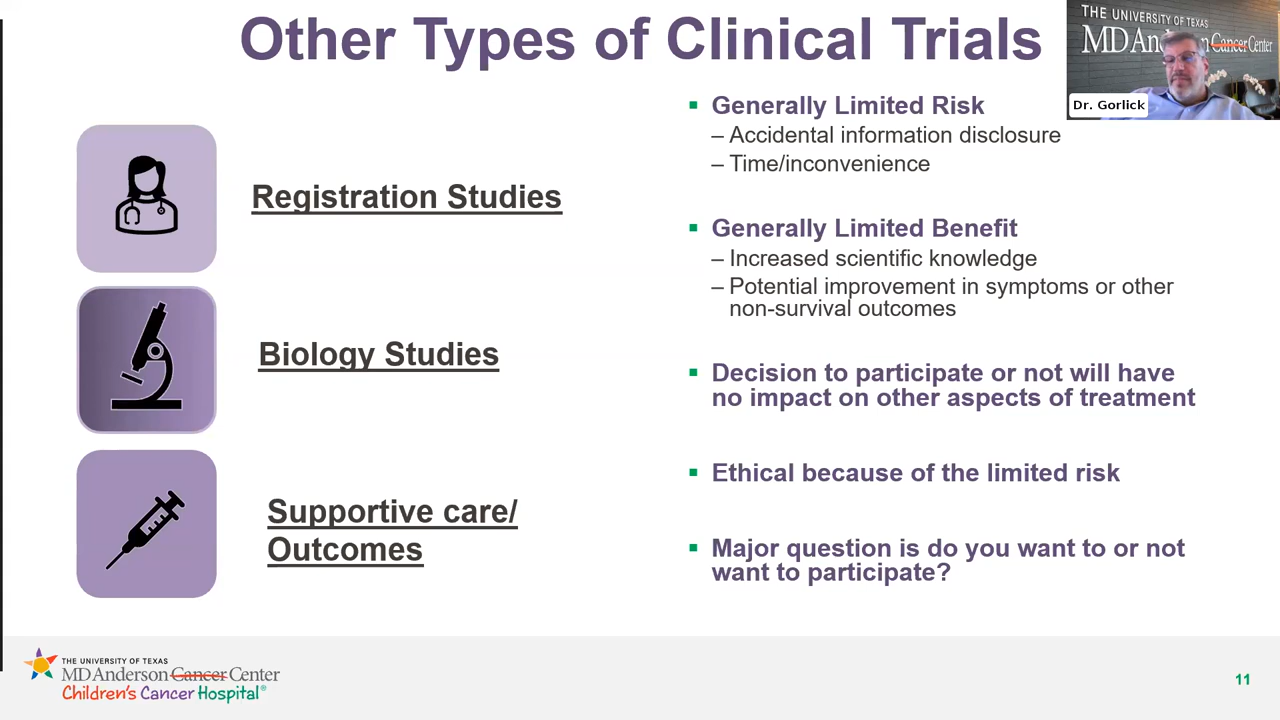 Other Types of Clinical Trials
THE UNIVERSITY OF TEXAS
MD Anderson Cancer Center
Dr. Gorlick
Registration Studies
Biology Studies
Supportive care/
Outcomes
▪ Generally Limited Risk
– Accidental information disclosure
– Time/inconvenience
▪ Generally Limited Benefit
– Increased scientific knowledge
– Potential improvement in symptoms or other
non-survival outcomes
▪ Decision to participate or not will have
no impact on other aspects of treatment
▪ Ethical because of the limited risk
▪ Major question is do you want to or not
want to participate?
THE UNIVERSITY OF TEXAS
MD Anderson Cancer Center
Children's Cancer Hospital®
11